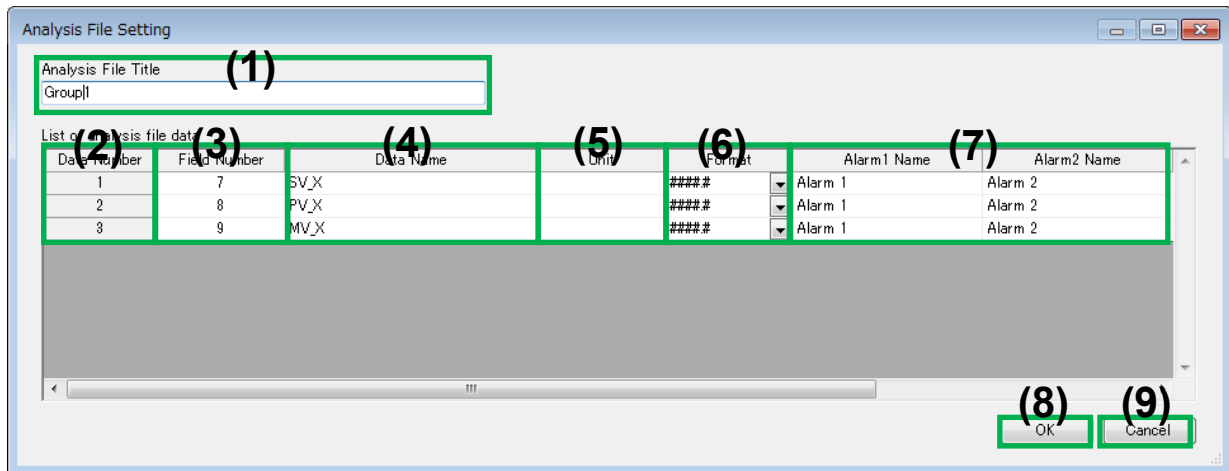 Analysis File Setting
Analysis File Title (1)
Group1
List of analysis file data
(2) (3) (4) (5) (6) (7)
Data Number Field Number Data Name Unit Format Alarm1 Name Alarm2 Name
1 7 SV_X ####.# Alarm 1 Alarm 2
2 8 PV_X ####.# Alarm 1 Alarm 2
3 9 MV_X ####.# Alarm 1 Alarm 2
(8) (9)
OK Cancel